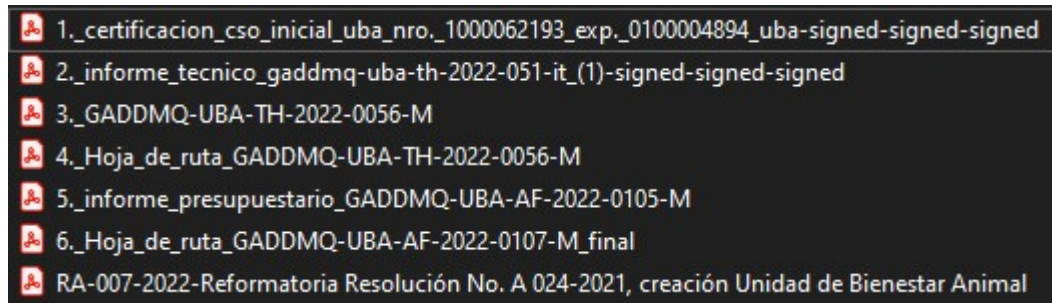 1._certificacion_cso_inicial_uba_nro._1000062193_exp._0100004894_uba-signed-signed-signed
2._informe_tecnico_gaddmq-uba-th-2022-051-it_(1)-signed-signed-signed
3._GADDMQ-UBA-TH-2022-0056-M
4._Hoja_de_ruta_GADDMQ-UBA-TH-2022-0056-M
5._informe_presupuestario_GADDMQ-UBA-AF-2022-0105-M
6._Hoja_de_ruta_GADDMQ-UBA-AF-2022-0107-M_final
RA-007-2022-Reformatoria Resolución No. A 024-2021, creación Unidad de Bienestar Animal